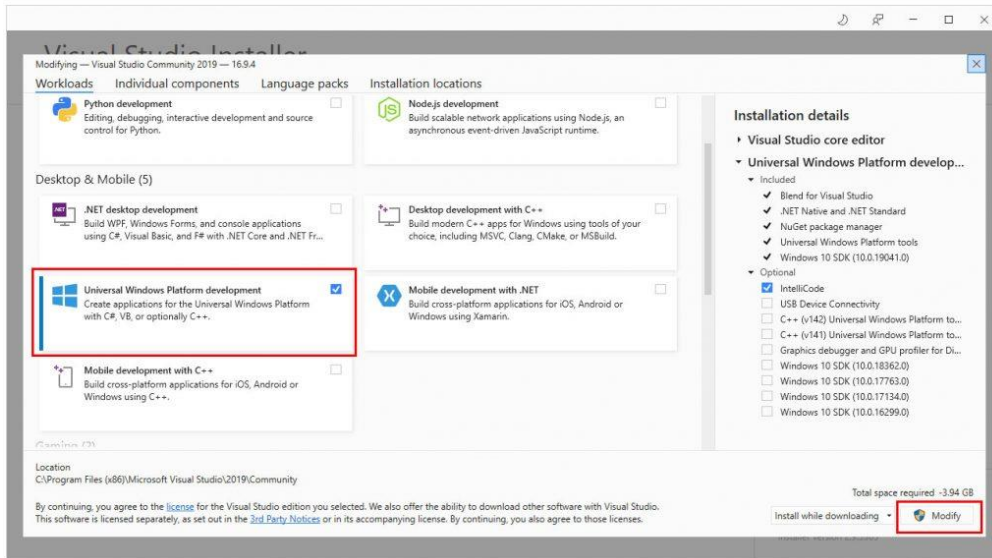 Visual Studio Installer
Modifying — Visual Studio Community 2019 — 16.9.4
Workloads Individual components Language packs Installation locations
Python development
Editing, debugging, interactive development and source
control for Python.
Node.js development
Build scalable network applications using Node.js, an
asynchronous event-driven JavaScript runtime.
Desktop & Mobile (5)
.NET desktop development
Build WPF, Windows Forms, and console applications
using C#, Visual Basic, and F# with .NET Core and .NET Fr...
Desktop development with C++
Build modern C++ apps for Windows using tools of your
choice, including MSVC, Clang, CMake, or MSBuild.
Universal Windows Platform development
Create applications for the Universal Windows Platform
with C#, VB, or optionally C++.
Mobile development with .NET
Build cross-platform applications for iOS, Android or
Windows using Xamarin.
Mobile development with C++
Build cross-platform applications for iOS, Android or
Windows using C++.
Gaming (2)
Installation details
Visual Studio core editor
Universal Windows Platform develop...
Included
Blend for Visual Studio
.NET Native and .NET Standard
NuGet package manager
Universal Windows Platform tools
Windows 10 SDK (10.0.19041.0)
Optional
IntelliCode
USB Device Connectivity
C++ (v142) Universal Windows Platform to...
C++ (v141) Universal Windows Platform to...
Graphics debugger and GPU profiler for Di...
Windows 10 SDK (10.0.18362.0)
Windows 10 SDK (10.0.17763.0)
Windows 10 SDK (10.0.17134.0)
Windows 10 SDK (10.0.16299.0)
Location
C:\Program Files (x86)\Microsoft Visual Studio\2019\Community
By continuing, you agree to the license for the Visual Studio edition you selected. We also offer the ability to download other software with Visual Studio.
This software is licensed separately, as set out in the 3rd Party Notices or in its accompanying license. By continuing, you also agree to those licenses.
Total space required -3.94 GB
Install while downloading
Modify